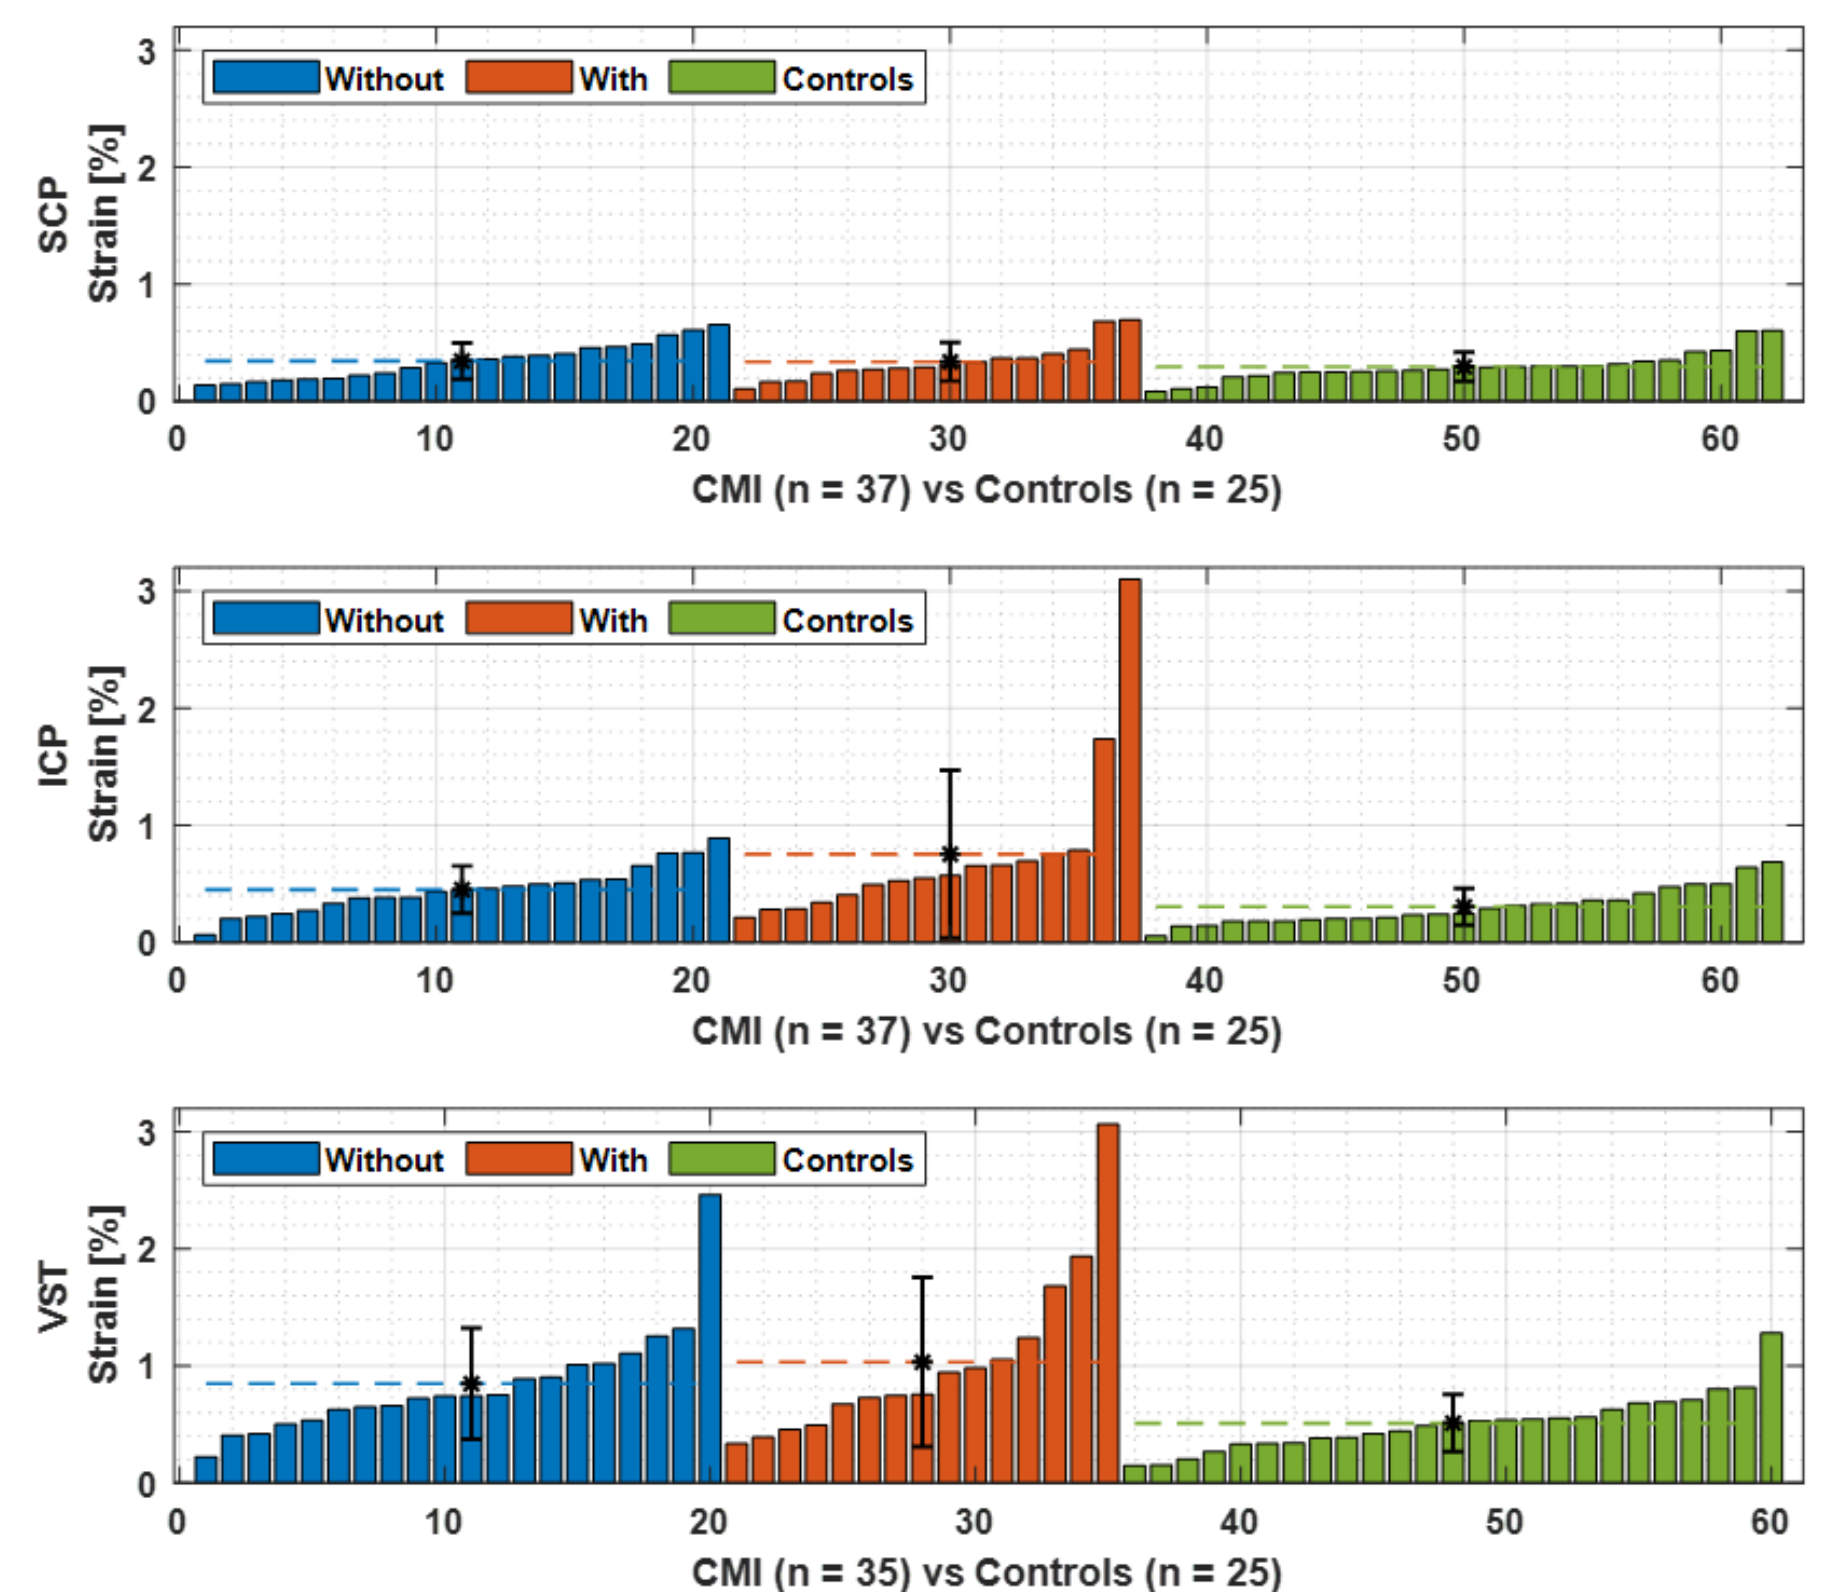 3
2
1
0
SCP
Strain [%]
Without With Controls
0 10 20 30 40 50 60
CMI (n = 37) vs Controls (n = 25)
3
2
1
0
ICP
Strain [%]
Without With Controls
0 10 20 30 40 50 60
CMI (n = 37) vs Controls (n = 25)
3
2
1
0
VST
Strain [%]
Without With Controls
0 10 20 30 40 50 60
CMI (n = 35) vs Controls (n = 25)